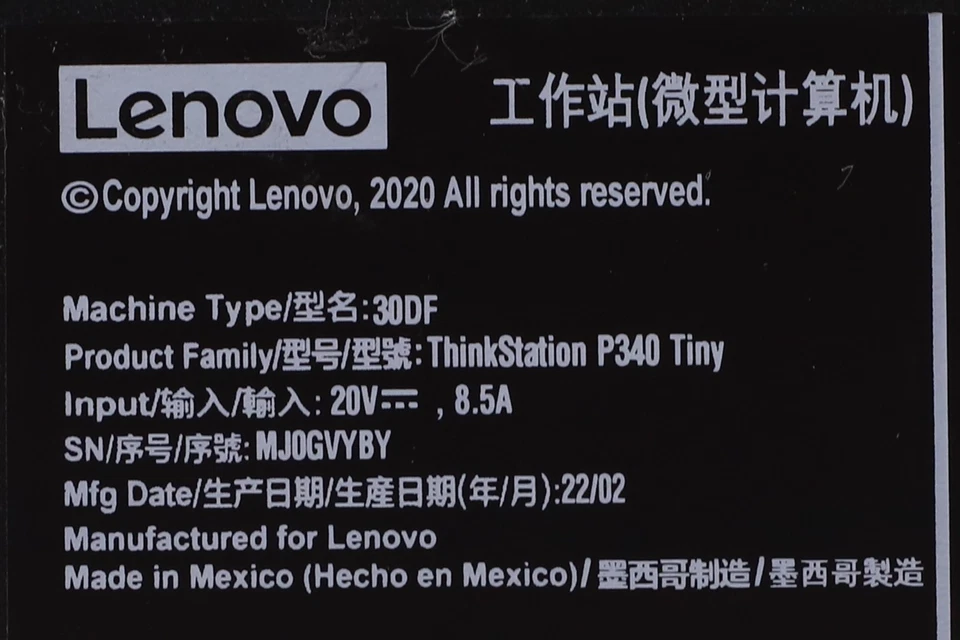 Lenovo 工作站(微型计算机)
©Copyright Lenovo, 2020 All rights reserved.
Machine Type/型名:30DF
Product Family/型号/型號:ThinkStation P340 Tiny
Input/输入/輸入: 20V⎓ , 8.5A
SN/序号/序號:MJ0GVYBY
Mfg Date/生产日期/生產日期(年/月):22/02
Manufactured for Lenovo
Made in Mexico (Hecho en Mexico)/墨西哥制造/墨西哥製造